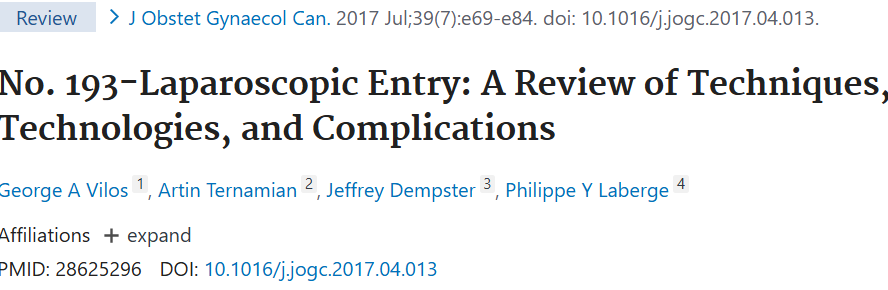 Review > J Obstet Gynaecol Can. 2017 Jul;39(7):e69-e84. doi: 10.1016/j.jogc.2017.04.013.
No. 193-Laparoscopic Entry: A Review of Techniques,
Technologies, and Complications
George A Vilos 1, Artin Ternamian 2, Jeffrey Dempster 3, Philippe Y Laberge 4
Affiliations + expand
PMID: 28625296 DOI: 10.1016/j.jogc.2017.04.013